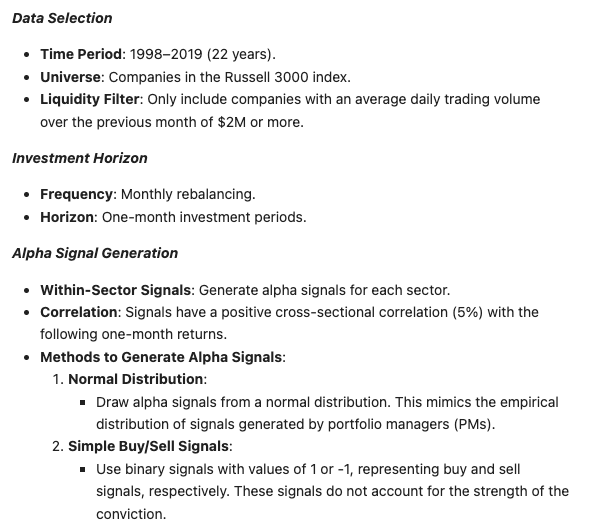 Data Selection
• Time Period: 1998–2019 (22 years).
• Universe: Companies in the Russell 3000 index.
• Liquidity Filter: Only include companies with an average daily trading volume
over the previous month of $2M or more.
Investment Horizon
• Frequency: Monthly rebalancing.
• Horizon: One-month investment periods.
Alpha Signal Generation
• Within-Sector Signals: Generate alpha signals for each sector.
• Correlation: Signals have a positive cross-sectional correlation (5%) with the
following one-month returns.
• Methods to Generate Alpha Signals:
1. Normal Distribution:
▪ Draw alpha signals from a normal distribution. This mimics the empirical
distribution of signals generated by portfolio managers (PMs).
2. Simple Buy/Sell Signals:
▪ Use binary signals with values of 1 or -1, representing buy and sell
signals, respectively. These signals do not account for the strength of the
conviction.